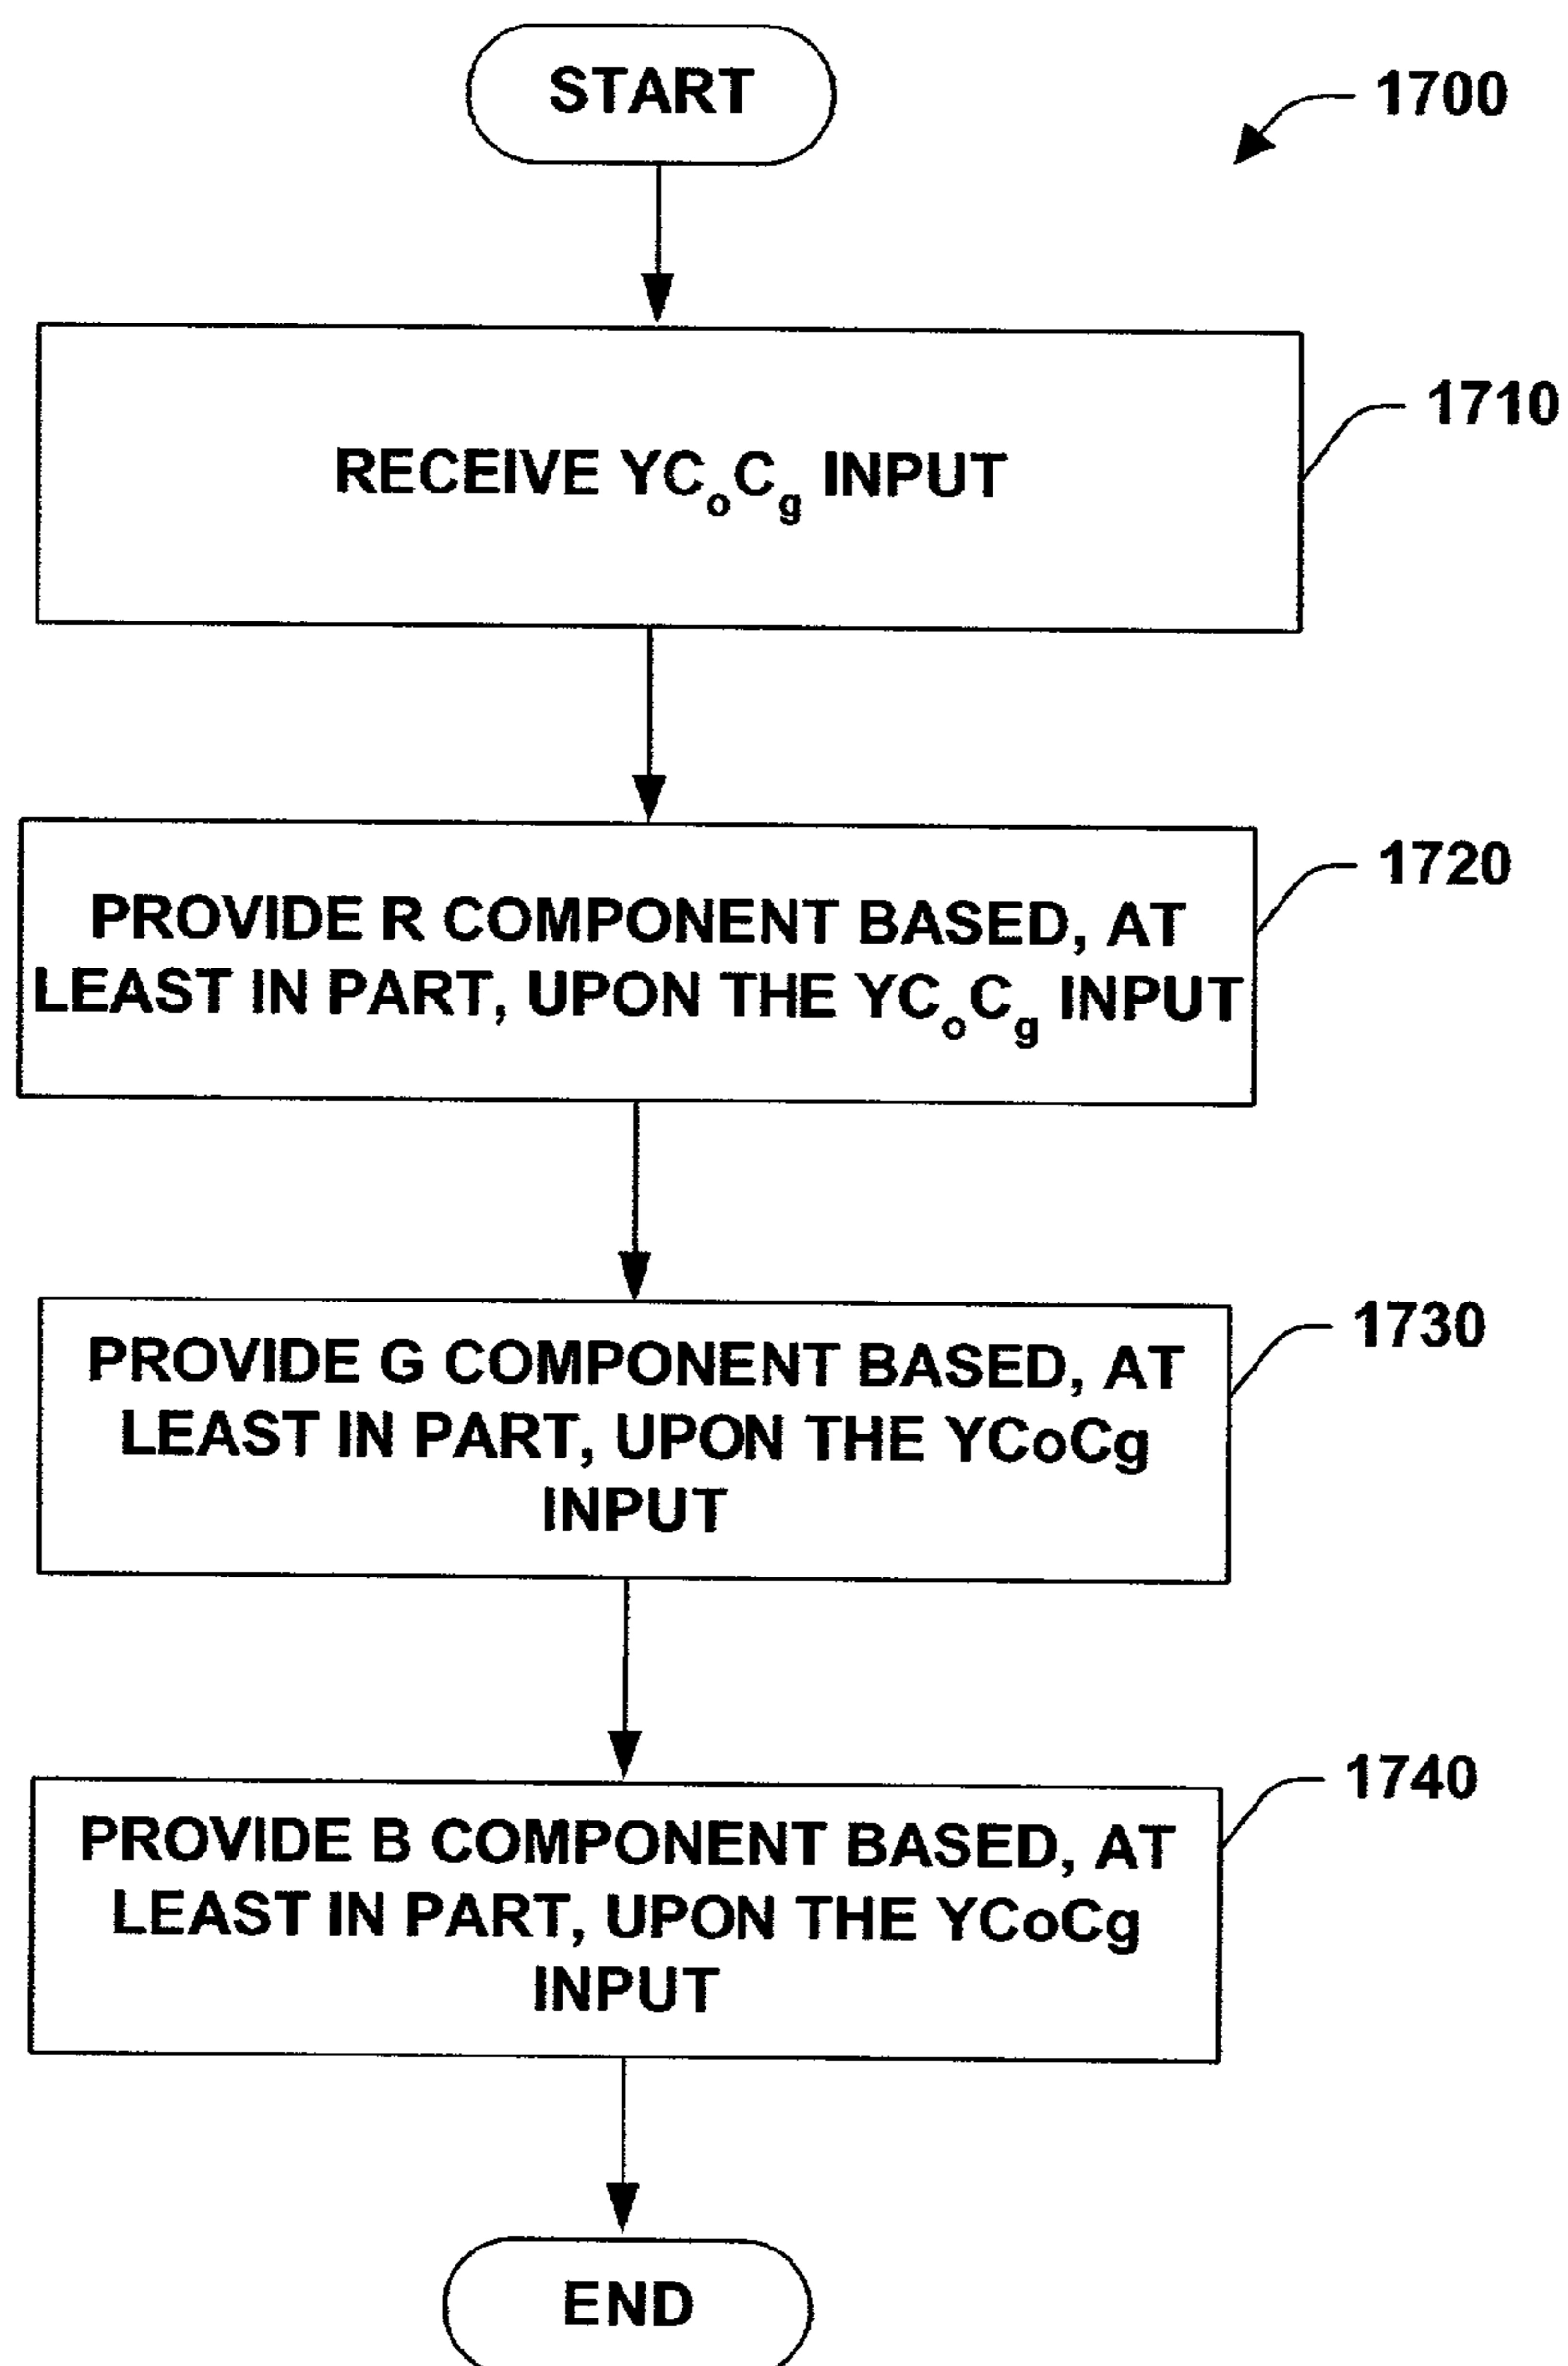 START
1700
RECEIVE YCoCg INPUT
1710
PROVIDE R COMPONENT BASED, AT
LEAST IN PART, UPON THE YCoCg INPUT
1720
PROVIDE G COMPONENT BASED, AT
LEAST IN PART, UPON THE YCoCg
INPUT
1730
PROVIDE B COMPONENT BASED, AT
LEAST IN PART, UPON THE YCoCg
INPUT
1740
END